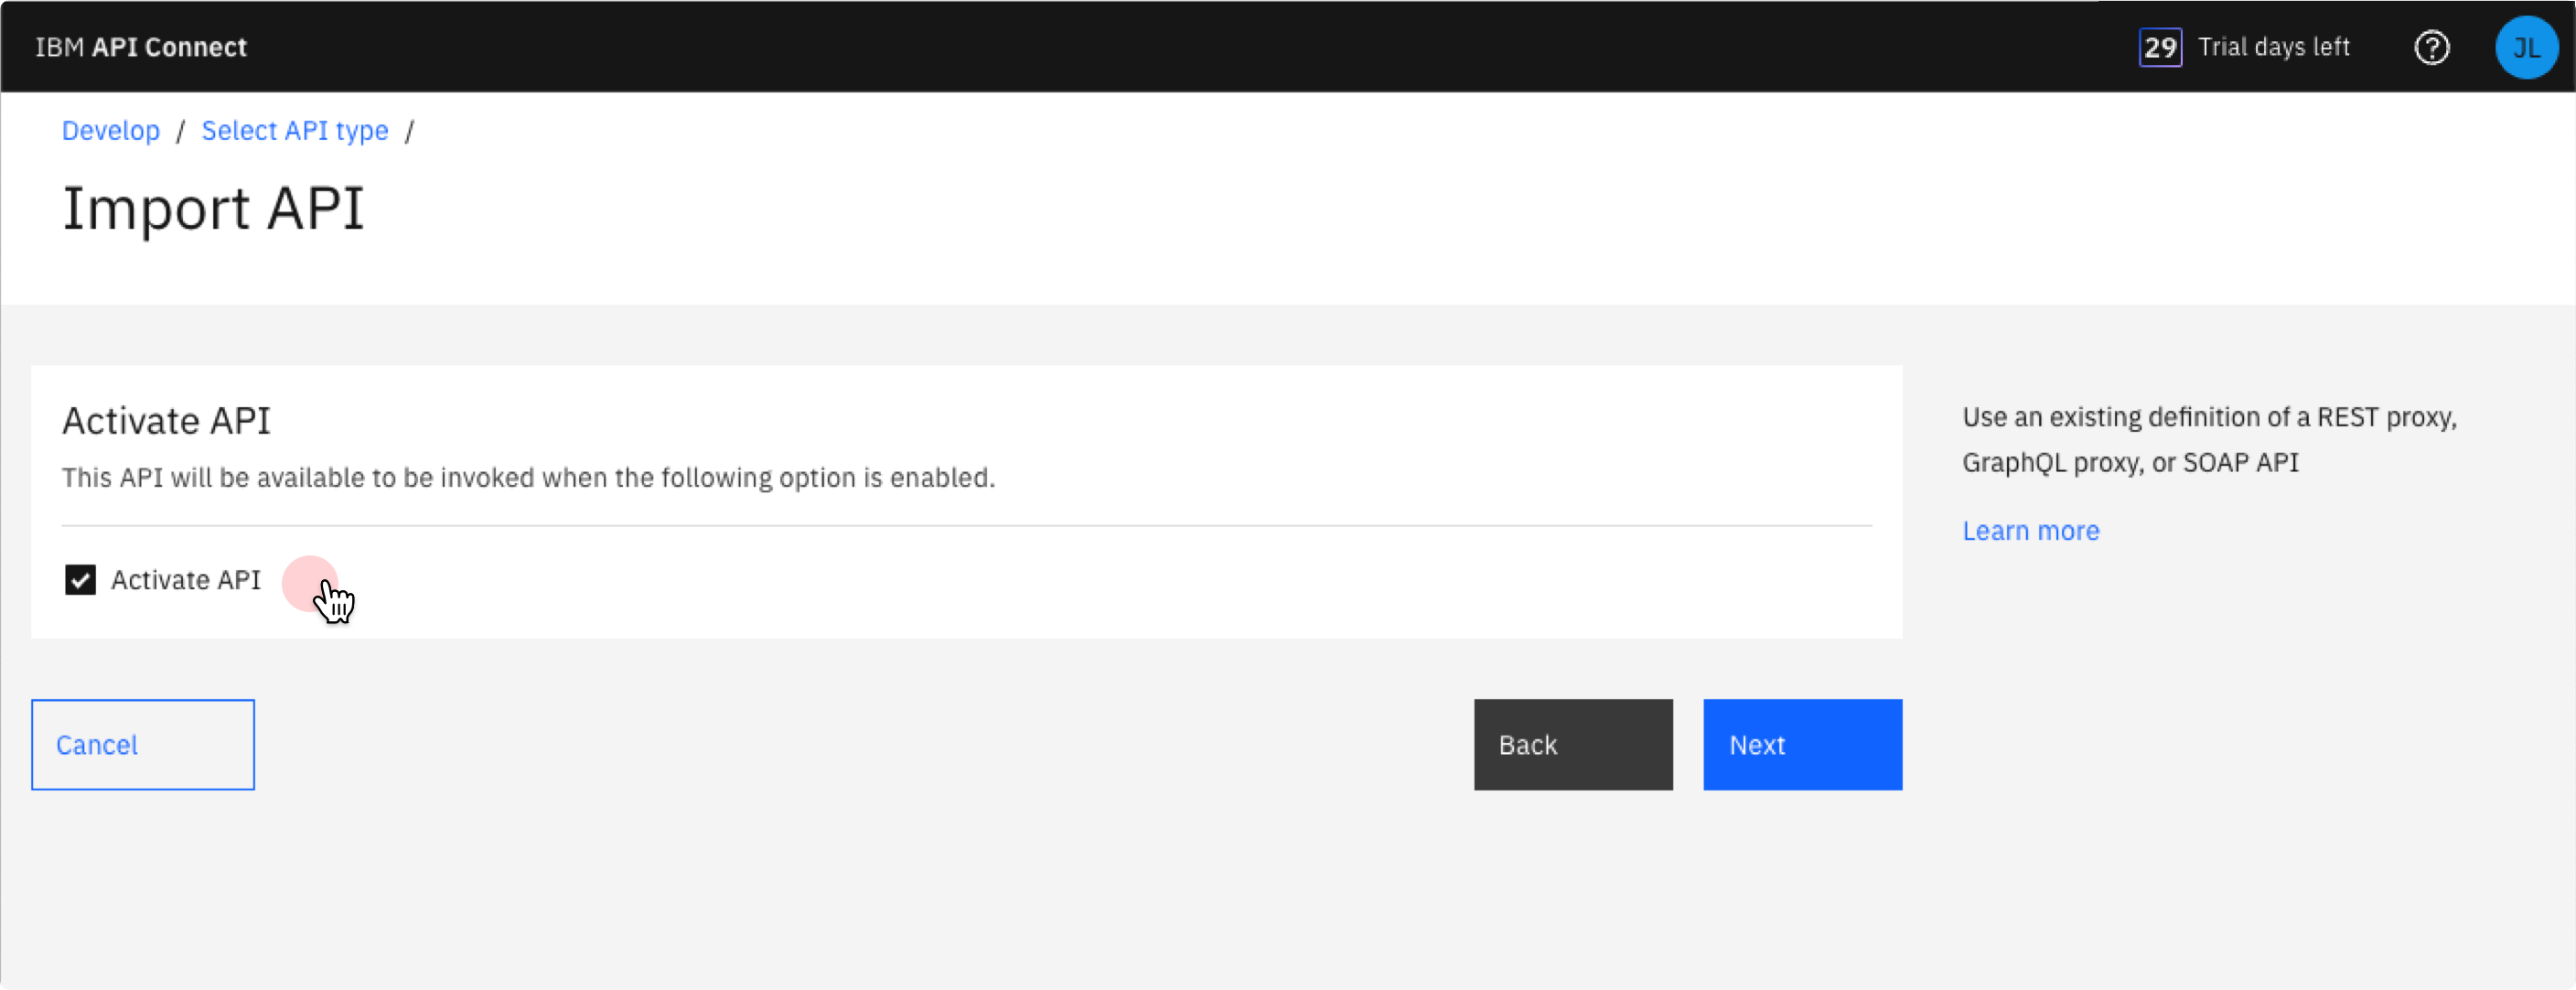 IBM API Connect
29 Trial days left
JL
Develop / Select API type /
Import API
Activate API
This API will be available to be invoked when the following option is enabled.
Activate API
Use an existing definition of a REST proxy,
GraphQL proxy, or SOAP API
Learn more
Cancel
Back
Next